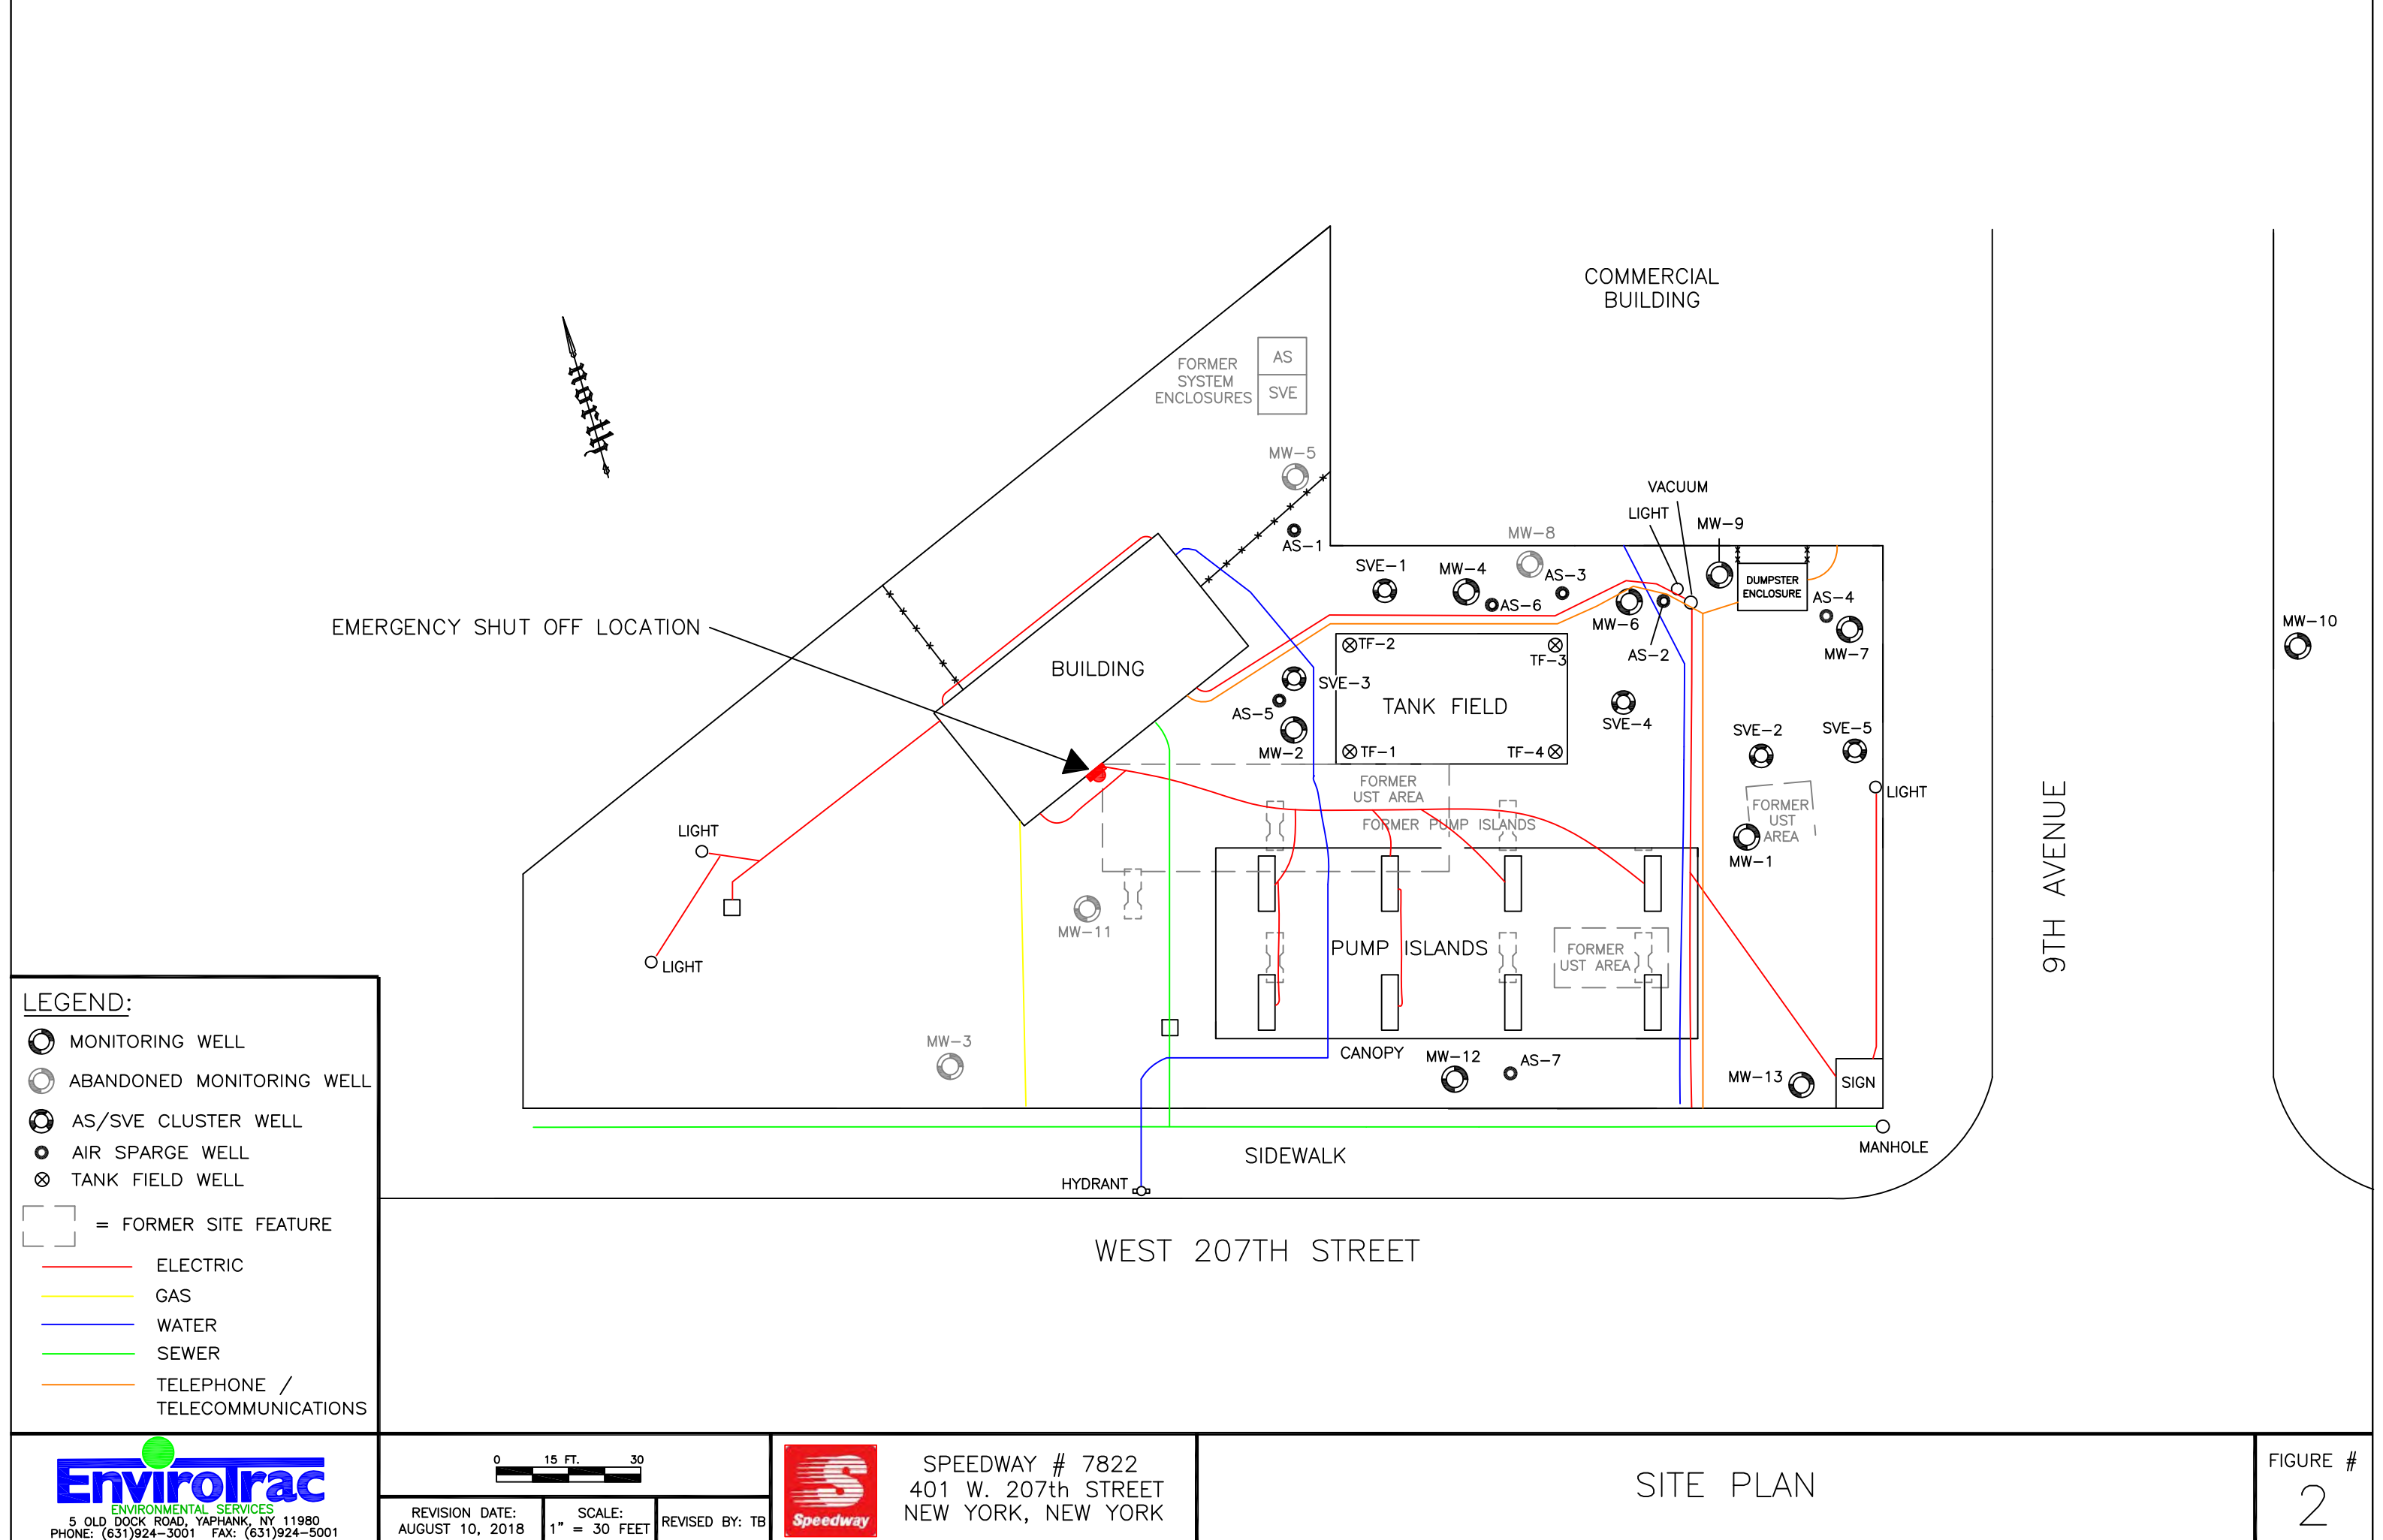 COMMERCIAL
BUILDING
north
FORMER
SYSTEM
ENCLOSURES
AS
SVE
MW-5
AS-1
VACUUM
LIGHT
MW-9
MW-8
SVE-1
MW-4
AS-3
AS-6
MW-6
AS-2
DUMPSTER
ENCLOSURE
AS-4
MW-7
MW-10
EMERGENCY SHUT OFF LOCATION
BUILDING
TF-2
TF-3
SVE-3
AS-5
MW-2
TANK FIELD
TF-1
TF-4
SVE-4
SVE-2
SVE-5
LIGHT
FORMER
UST AREA
FORMER PUMP ISLANDS
FORMER
UST
AREA
MW-1
9TH AVENUE
LIGHT
LIGHT
MW-11
PUMP ISLANDS
FORMER
UST AREA
MW-3
CANOPY
MW-12
AS-7
MW-13
SIGN
MANHOLE
SIDEWALK
HYDRANT
WEST 207TH STREET
LEGEND:
MONITORING WELL
ABANDONED MONITORING WELL
AS/SVE CLUSTER WELL
AIR SPARGE WELL
TANK FIELD WELL
= FORMER SITE FEATURE
ELECTRIC
GAS
WATER
SEWER
TELEPHONE /
TELECOMMUNICATIONS
EnviroTrac
ENVIRONMENTAL SERVICES
5 OLD DOCK ROAD, YAPHANK, NY 11980
PHONE: (631)924-3001 FAX: (631)924-5001
0 15 FT. 30
REVISION DATE:
AUGUST 10, 2018
SCALE:
1" = 30 FEET
REVISED BY: TB
S
Speedway
SPEEDWAY # 7822
401 W. 207th STREET
NEW YORK, NEW YORK
SITE PLAN
FIGURE #
2